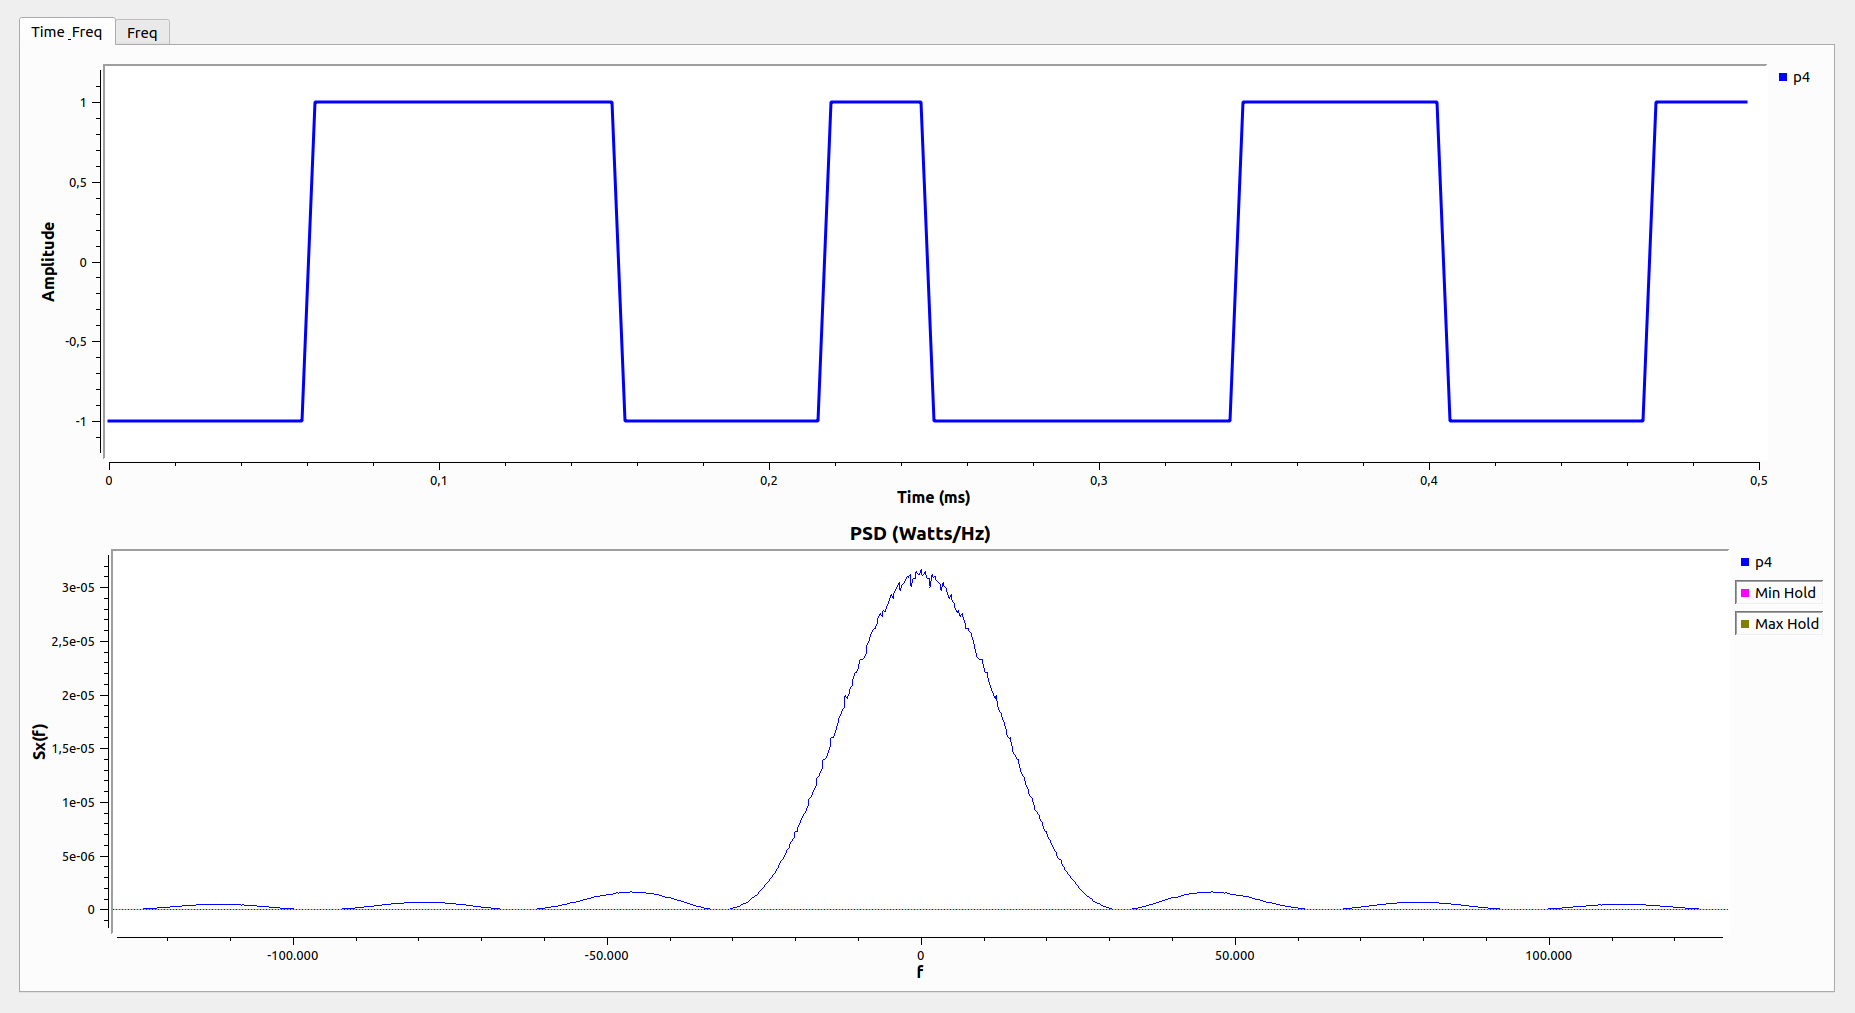 Time_Freq
Freq
p4
1
0,5
0
-0,5
-1
Amplitude
0 0,1 0,2 0,3 0,4 0,5
Time (ms)
PSD (Watts/Hz)
p4
Min Hold
Max Hold
3e-05
2,5e-05
2e-05
1,5e-05
1e-05
5e-06
0
Sx(f)
-100.000 -50.000 0 50.000 100.000
f